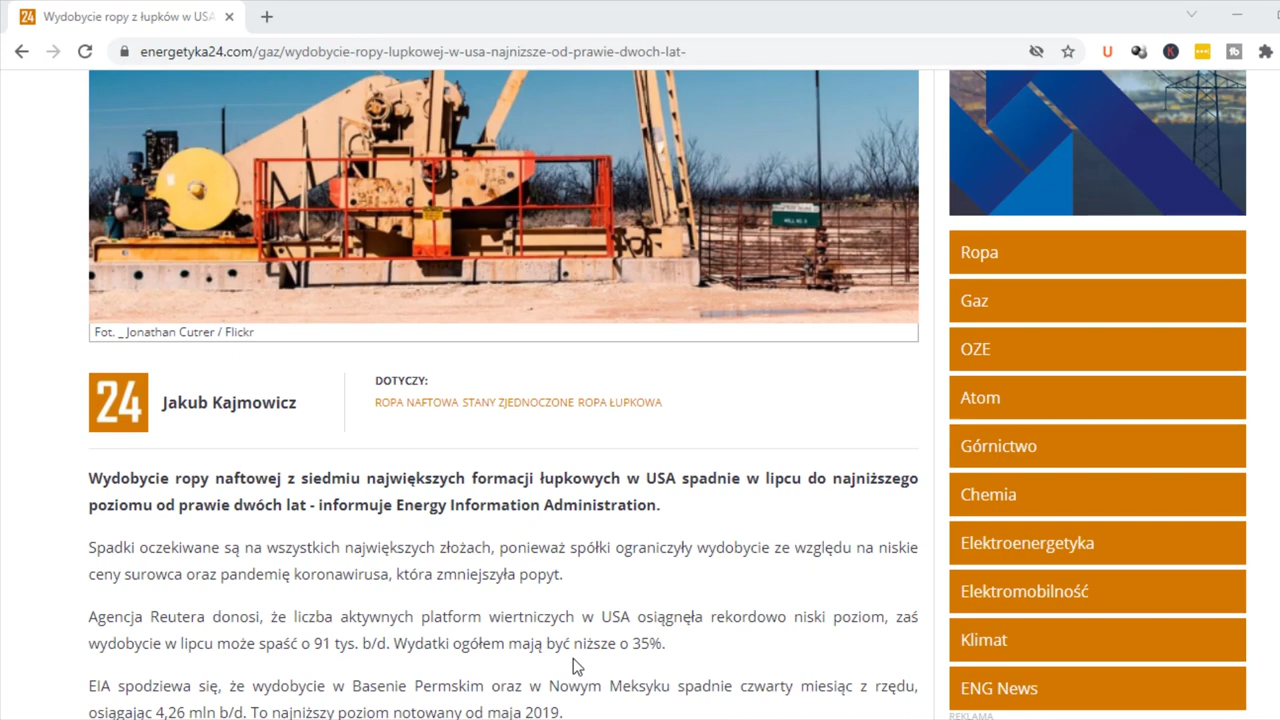 24 Wydobycie ropy z łupków w USA
energetyka24.com/gaz/wydobycie-ropy-lupkowej-w-usa-najnizsze-od-prawie-dwoch-lat-
Fot. _ Jonathan Cutrer / Flickr
24
Jakub Kajmowicz
DOTYCZY:
ROPA NAFTOWA STANY ZJEDNOCZONE ROPA ŁUPKOWA
Wydobycie ropy naftowej z siedmiu największych formacji łupkowych w USA spadnie w lipcu do najniższego
poziomu od prawie dwóch lat - informuje Energy Information Administration.
Spadki oczekiwane są na wszystkich największych złożach, ponieważ spółki ograniczyły wydobycie ze względu na niskie
ceny surowca oraz pandemię koronawirusa, która zmniejszyła popyt.
Agencja Reutera donosi, że liczba aktywnych platform wiertniczych w USA osiągnęła rekordowo niski poziom, zaś
wydobycie w lipcu może spaść o 91 tys. b/d. Wydatki ogółem mają być niższe o 35%.
EIA spodziewa się, że wydobycie w Basenie Permskim oraz w Nowym Meksyku spadnie czwarty miesiąc z rzędu,
osiągając 4,26 mln b/d. To najniższy poziom notowany od maja 2019.
Ropa
Gaz
OZE
Atom
Górnictwo
Chemia
Elektroenergetyka
Elektromobilność
Klimat
ENG News
REKLAMA